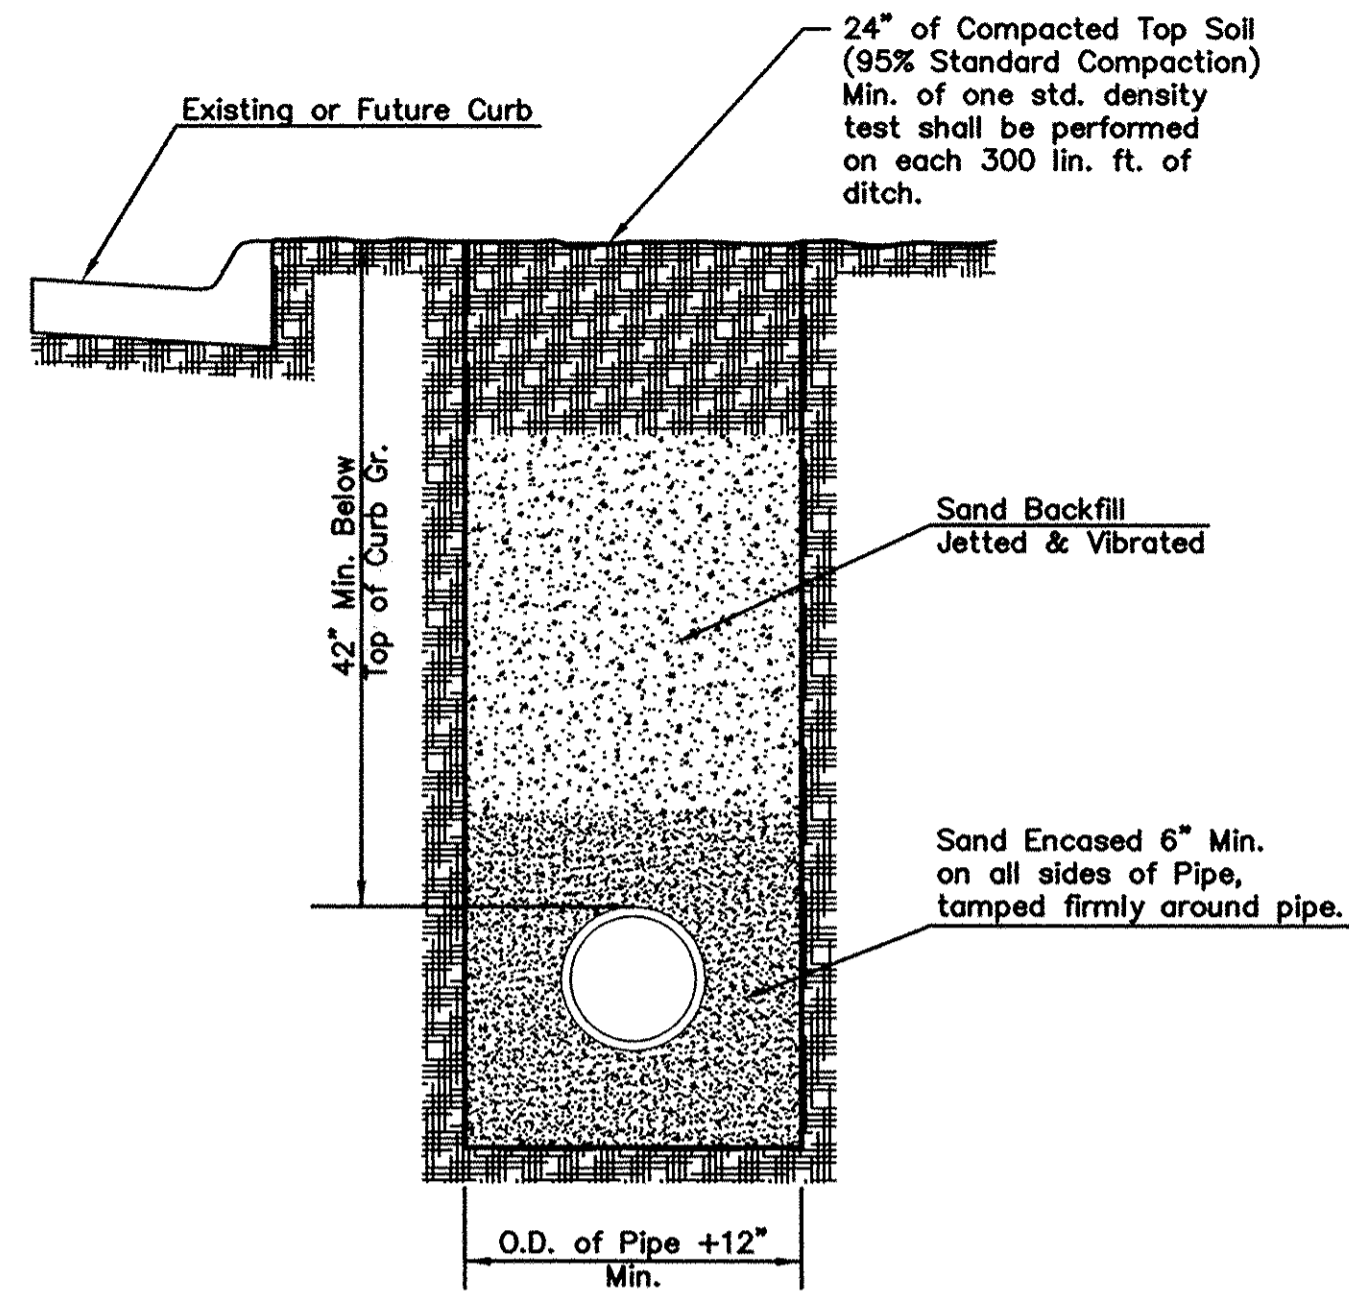 24" of Compacted Top Soil
(95% Standard Compaction)
Min. of one std. density
test shall be performed
on each 300 lin. ft. of
ditch.
Existing or Future Curb
42" Min. Below
Top of Curb Gr.
Sand Backfill
Jetted & Vibrated
Sand Encased 6" Min.
on all sides of Pipe,
tamped firmly around pipe.
O.D. of Pipe +12"
Min.